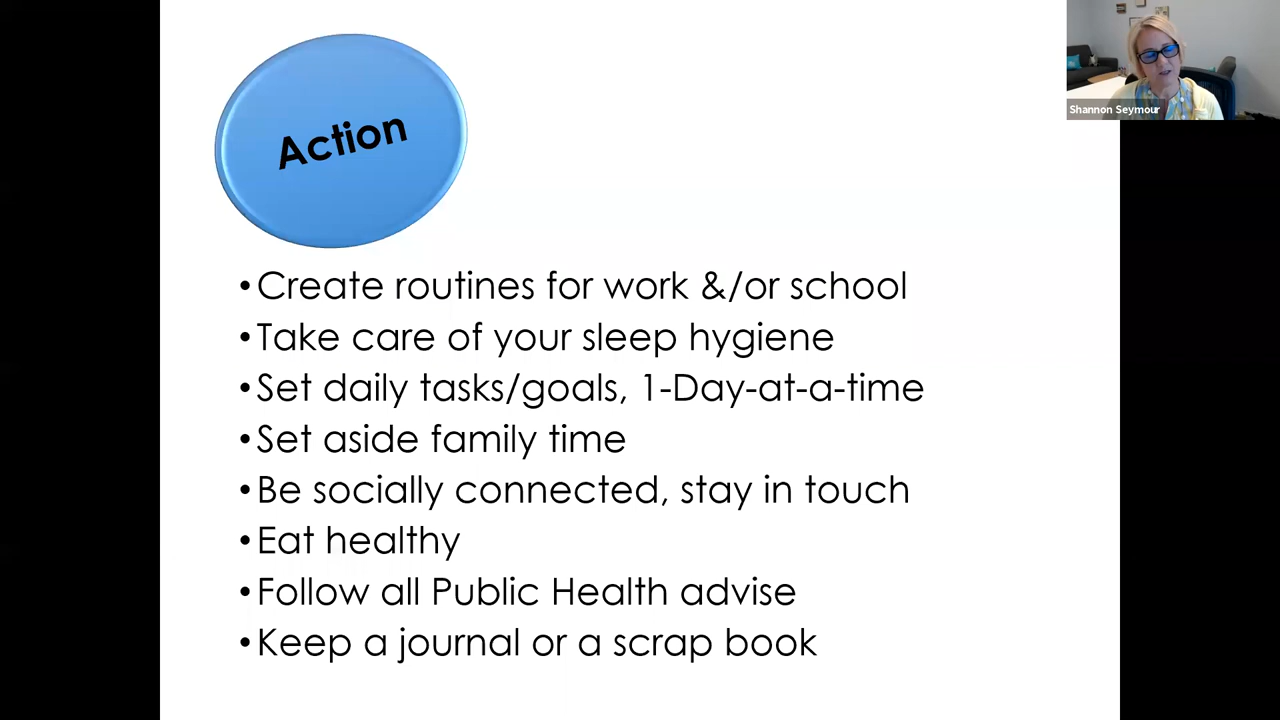 Action
Shannon Seymour
•Create routines for work &/or school
•Take care of your sleep hygiene
•Set daily tasks/goals, 1-Day-at-a-time
•Set aside family time
•Be socially connected, stay in touch
•Eat healthy
•Follow all Public Health advise
•Keep a journal or a scrap book